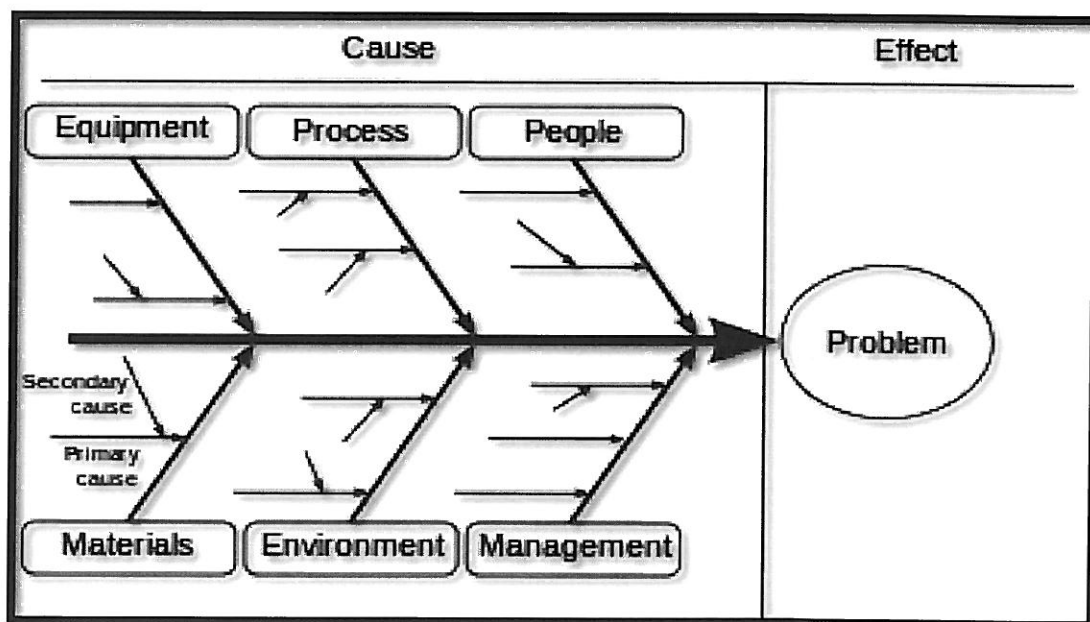 Cause
Effect
Equipment
Process
People
Problem
Secondary
cause
Primary
cause
Materials
Environment
Management